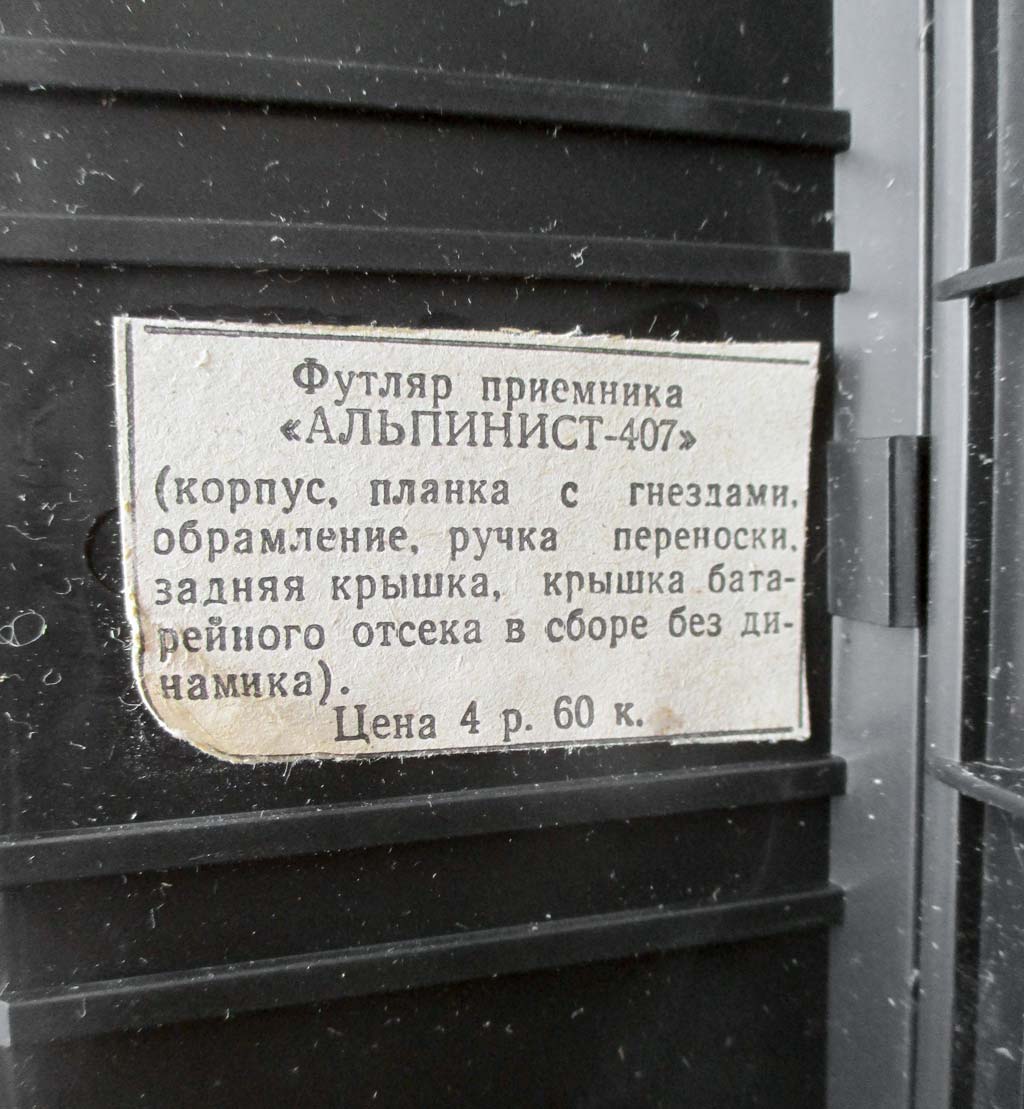 Футляр приемника
«АЛЬПИНИСТ-407»
(корпус, планка с гнездами,
обрамление, ручка переноски,
задняя крышка, крышка бата-
рейного отсека в сборе без ди-
намика).
Цена 4 р. 60 к.